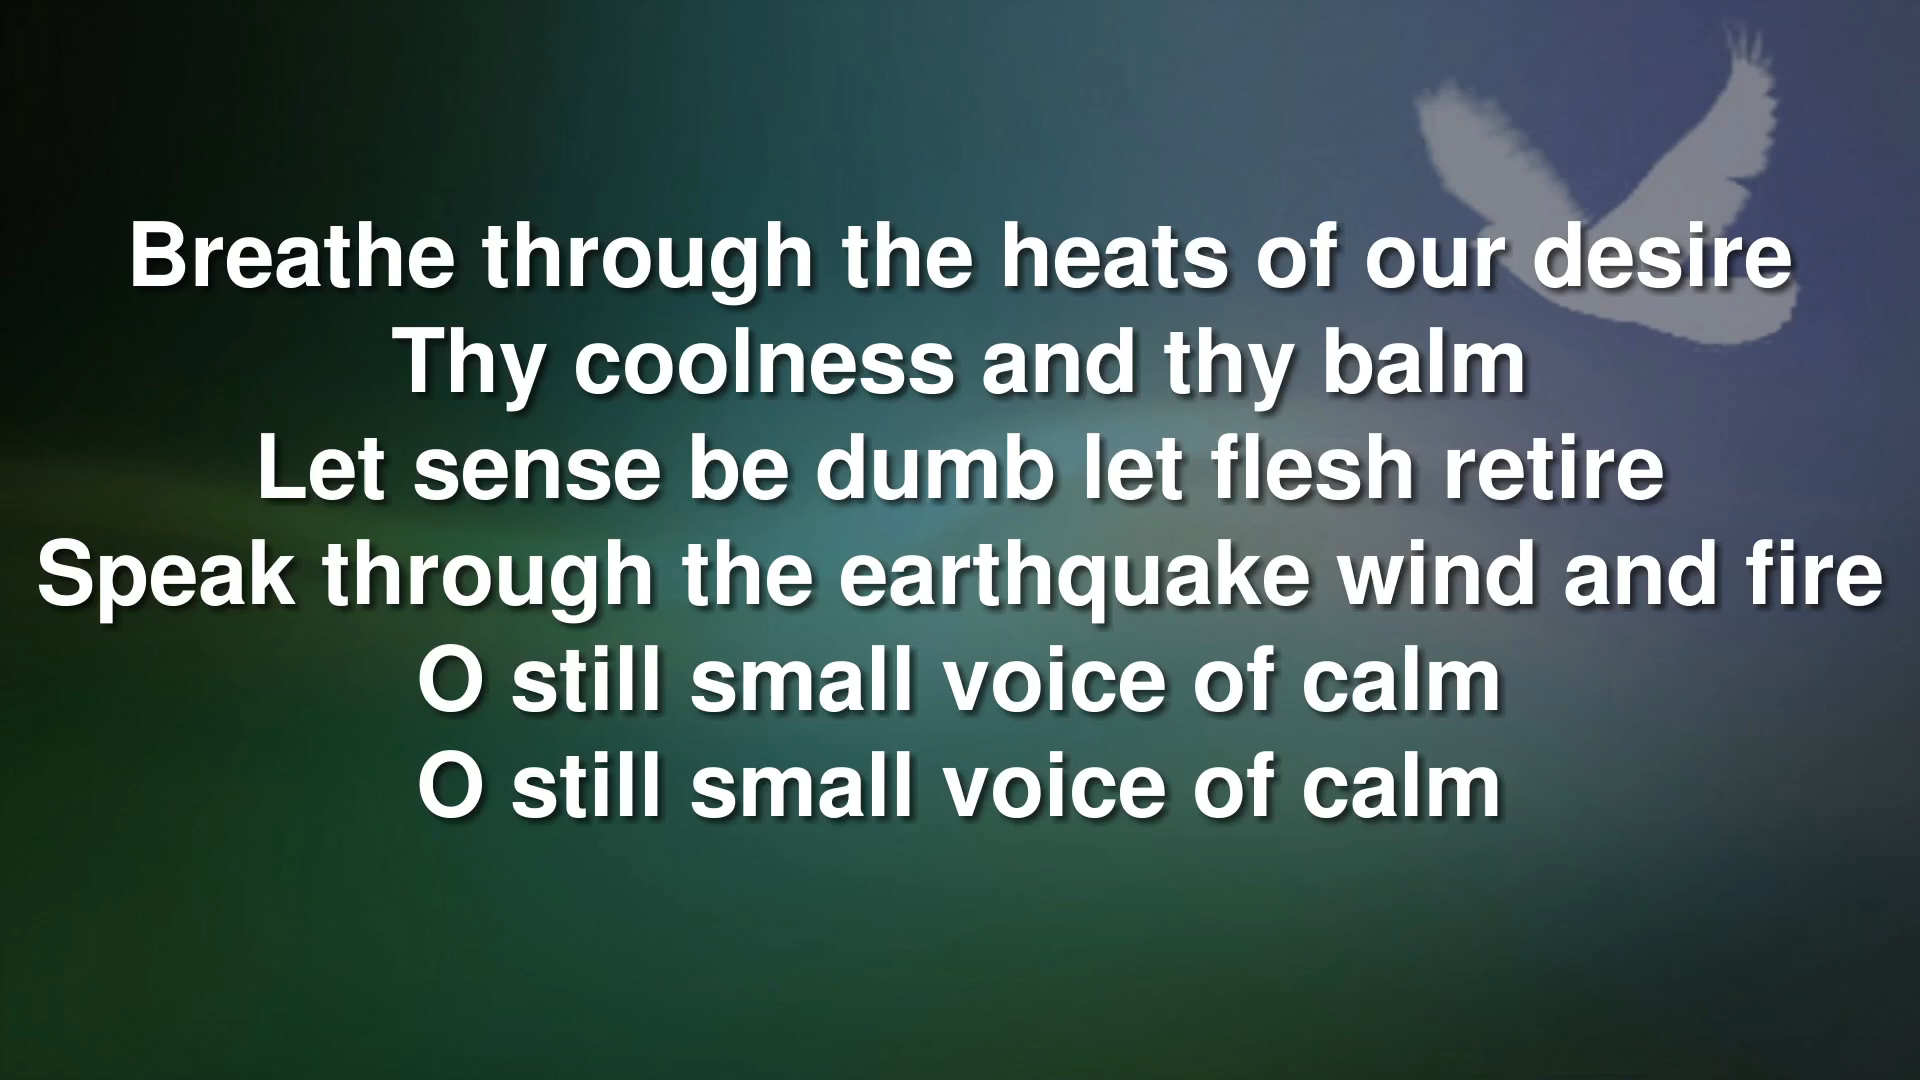 Breathe through the heats of our desire
Thy coolness and thy balm
Let sense be dumb let flesh retire
Speak through the earthquake wind and fire
O still small voice of calm
O still small voice of calm